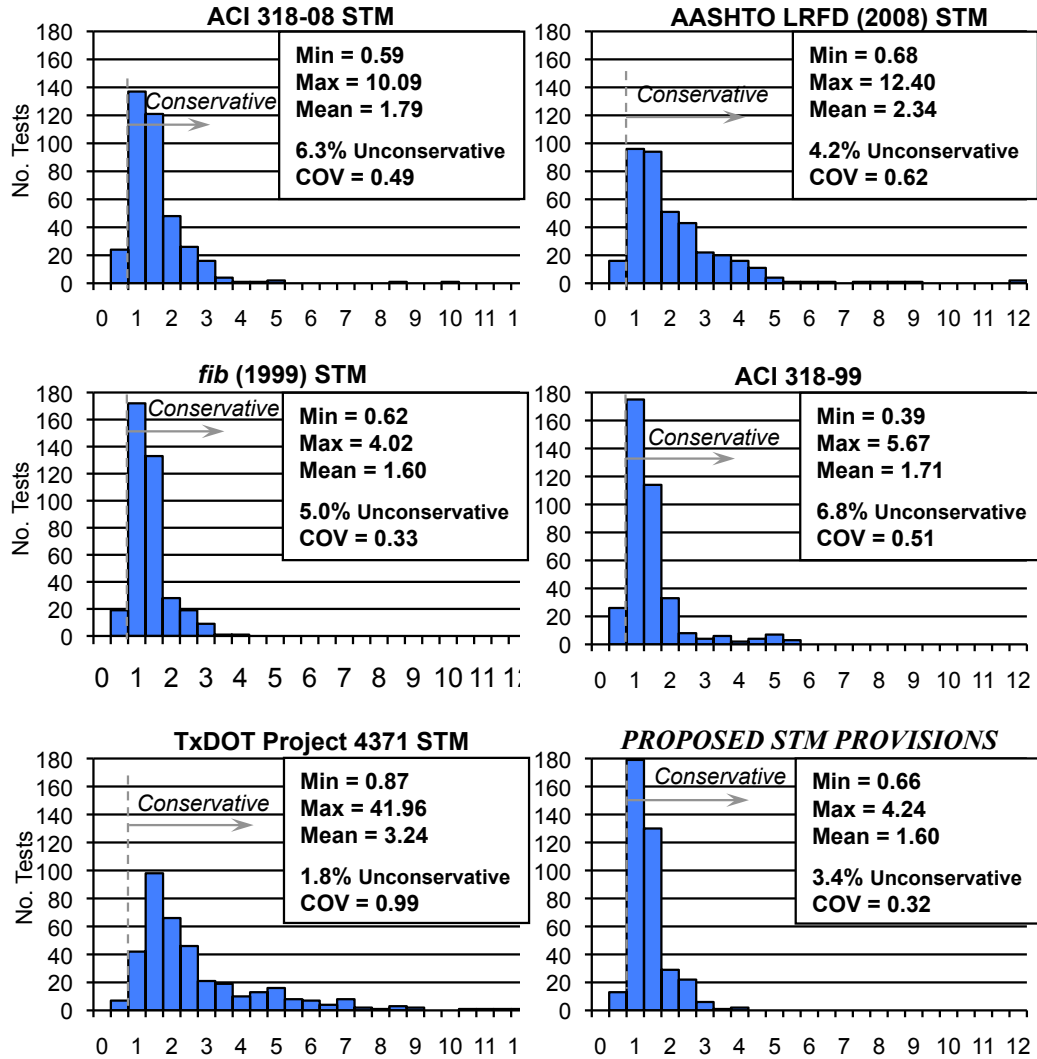 ACI 318-08 STM
180
160
140
120
100
80
60
40
20
0
No. Tests
Conservative
Min = 0.59
Max = 10.09
Mean = 1.79
6.3% Unconservative
COV = 0.49
0 1 2 3 4 5 6 7 8 9 10 11 1
AASHTO LRFD (2008) STM
180
160
140
120
100
80
60
40
20
0
Conservative
Min = 0.68
Max = 12.40
Mean = 2.34
4.2% Unconservative
COV = 0.62
0 1 2 3 4 5 6 7 8 9 10 11 12
fib (1999) STM
180
160
140
120
100
80
60
40
20
0
No. Tests
Conservative
Min = 0.62
Max = 4.02
Mean = 1.60
5.0% Unconservative
COV = 0.33
0 1 2 3 4 5 6 7 8 9 10 11 12
ACI 318-99
180
160
140
120
100
80
60
40
20
0
Conservative
Min = 0.39
Max = 5.67
Mean = 1.71
6.8% Unconservative
COV = 0.51
0 1 2 3 4 5 6 7 8 9 10 11 12
TxDOT Project 4371 STM
180
160
140
120
100
80
60
40
20
0
No. Tests
Conservative
Min = 0.87
Max = 41.96
Mean = 3.24
1.8% Unconservative
COV = 0.99
0 1 2 3 4 5 6 7 8 9 10 11 1
PROPOSED STM PROVISIONS
180
160
140
120
100
80
60
40
20
0
Conservative
Min = 0.66
Max = 4.24
Mean = 1.60
3.4% Unconservative
COV = 0.32
0 1 2 3 4 5 6 7 8 9 10 11 12